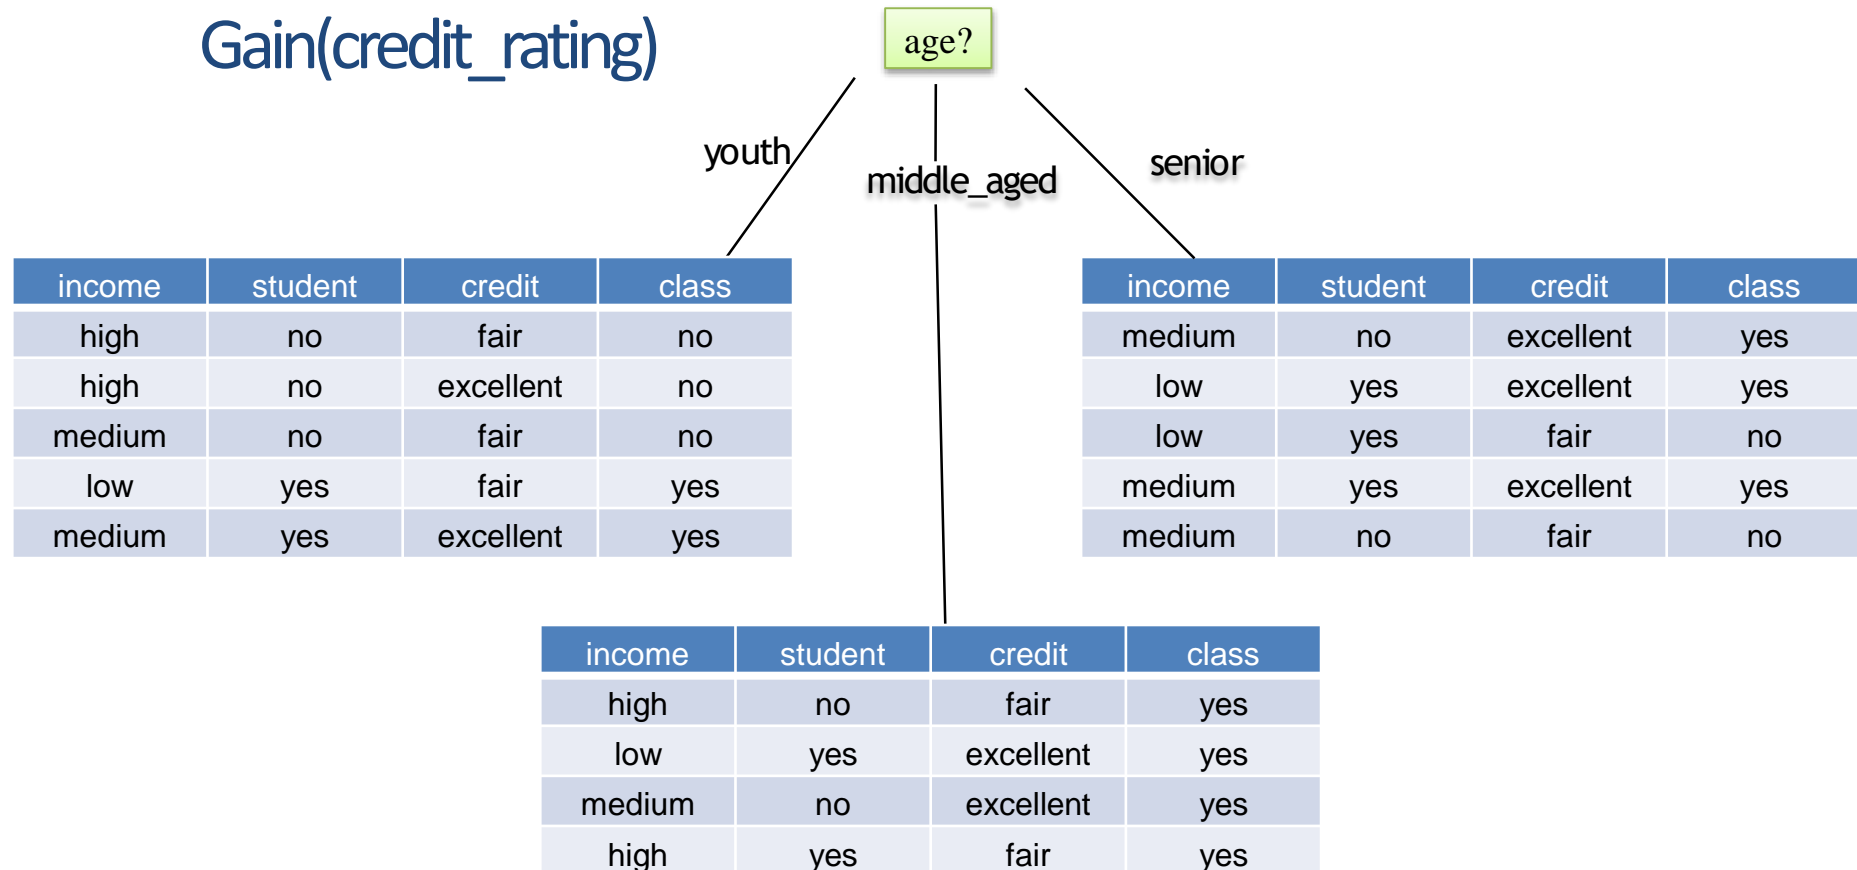 Gain(credit_rating)
age?
youth
middle_aged
senior
income student credit class
high no fair no
high no excellent no
medium no fair no
low yes fair yes
medium yes excellent yes
income student credit class
medium no excellent yes
low yes excellent yes
low yes fair no
medium yes excellent yes
medium no fair no
income student credit class
high no fair yes
low yes excellent yes
medium no excellent yes
high yes fair yes